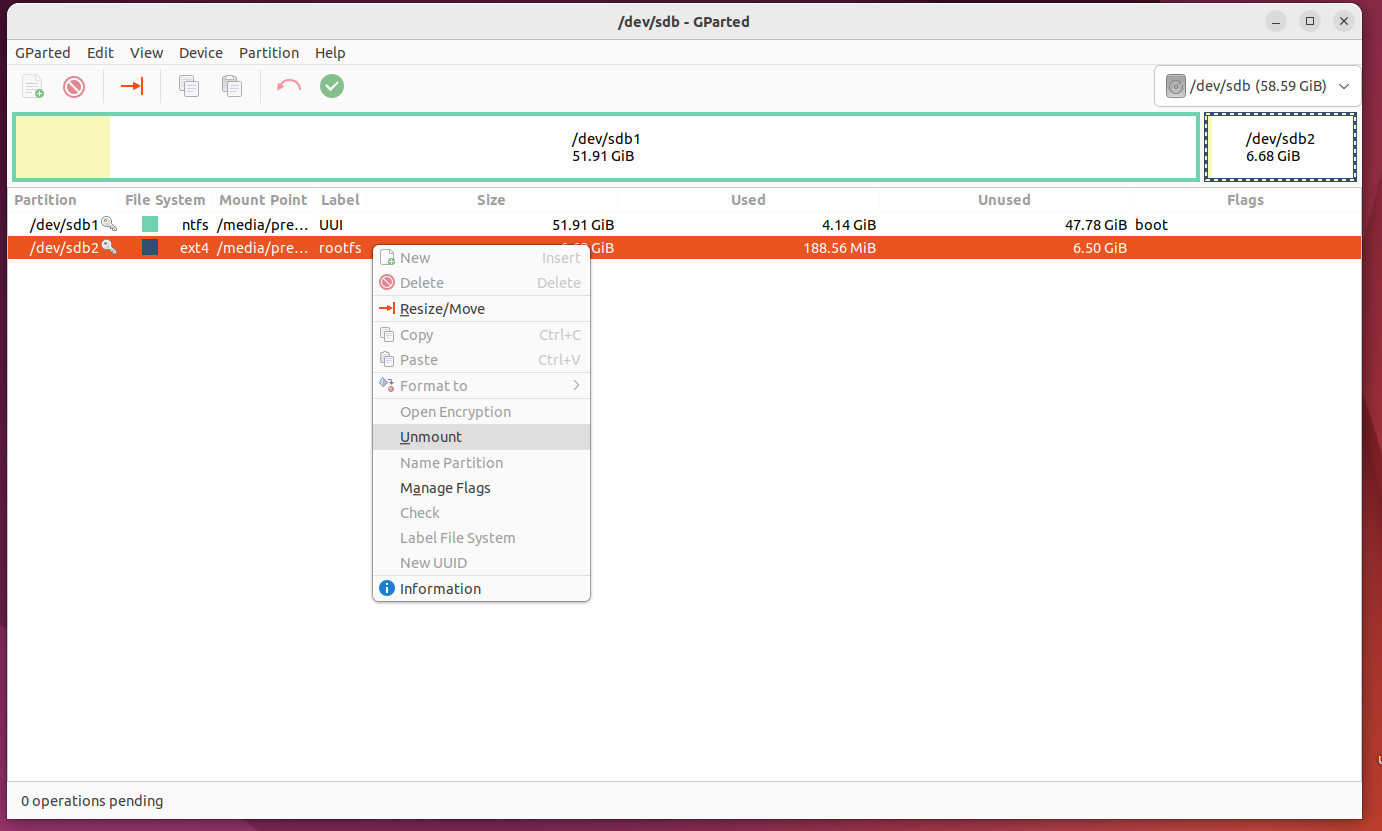 /dev/sdb - GParted
GParted Edit View Device Partition Help
/dev/sdb (58.59 GiB)
/dev/sdb1
51.91 GiB
/dev/sdb2
6.68 GiB
Partition File System Mount Point Label Size Used Unused Flags
/dev/sdb1 ntfs /media/pre... UUI 51.91 GiB 4.14 GiB 47.78 GiB boot
/dev/sdb2 ext4 /media/pre... rootfs GiB 188.56 MiB 6.50 GiB
New Insert
Delete Delete
Resize/Move
Copy Ctrl+C
Paste Ctrl+V
Format to
Open Encryption
Unmount
Name Partition
Manage Flags
Check
Label File System
New UUID
Information
0 operations pending